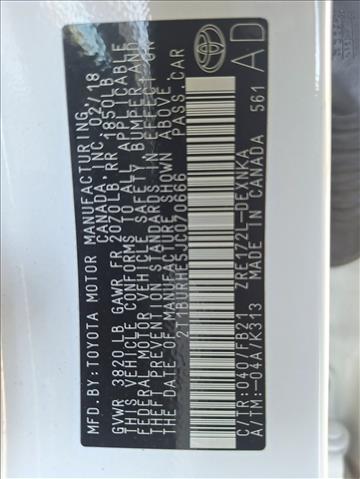 MFD.BY:TOYOTA MOTOR MANUFACTURING,
CANADA,INC. 02/18
GVWR 3820LB GAWR FR 2070LB RR 1850LB
THIS VEHICLE CONFORMS TO ALL APPLICABLE
FEDERAL MOTOR VEHICLE SAFETY BUMPER AND
THEFT PREVENTION STANDARDS IN EFFECT ON
THE DATE OF MANUFACTURE SHOWN ABOVE
2T1BURHE5JC070666 PASS.CAR
C/TR:040/FB21 ZRE172L-DEXNKA
A/TM:-04A/K313 MADE IN CANADA 561
AD